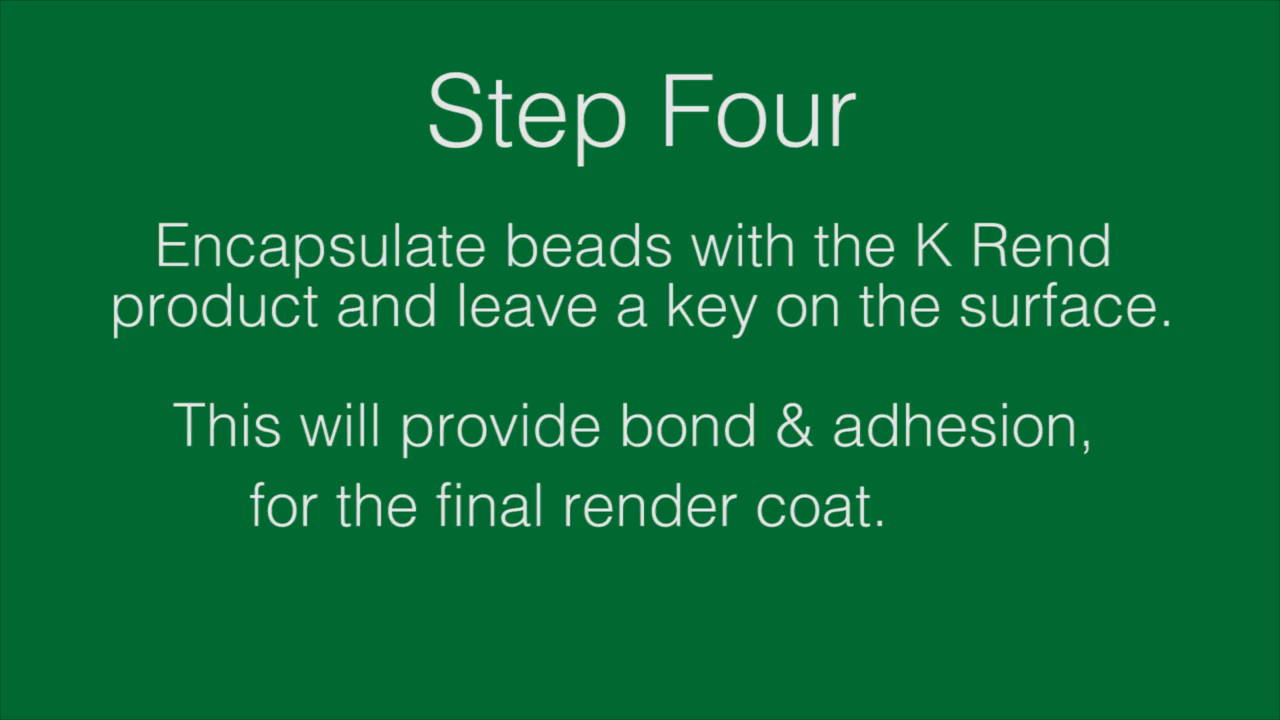 Step Four
Encapsulate beads with the K Rend
product and leave a key on the surface.
This will provide bond & adhesion,
for the final render coat.